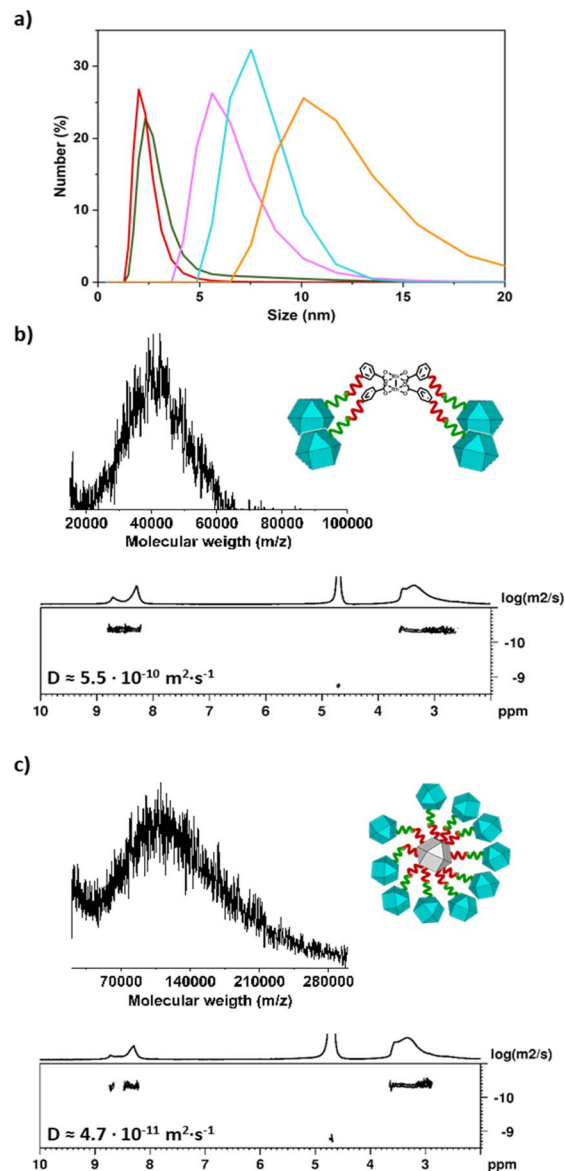 a)
Number (%)
30
20
10
0
0 5 10 15 20
Size (nm)
b)
20000 40000 60000 80000 100000
Molecular weigth (m/z)
log(m2/s)
-10
-9
D ≈ 5.5 · 10⁻¹⁰ m²·s⁻¹
10 9 8 7 6 5 4 3 ppm
c)
70000 140000 210000 280000
Molecular weigth (m/z)
log(m2/s)
-10
-9
D ≈ 4.7 · 10⁻¹¹ m²·s⁻¹
10 9 8 7 6 5 4 3 ppm